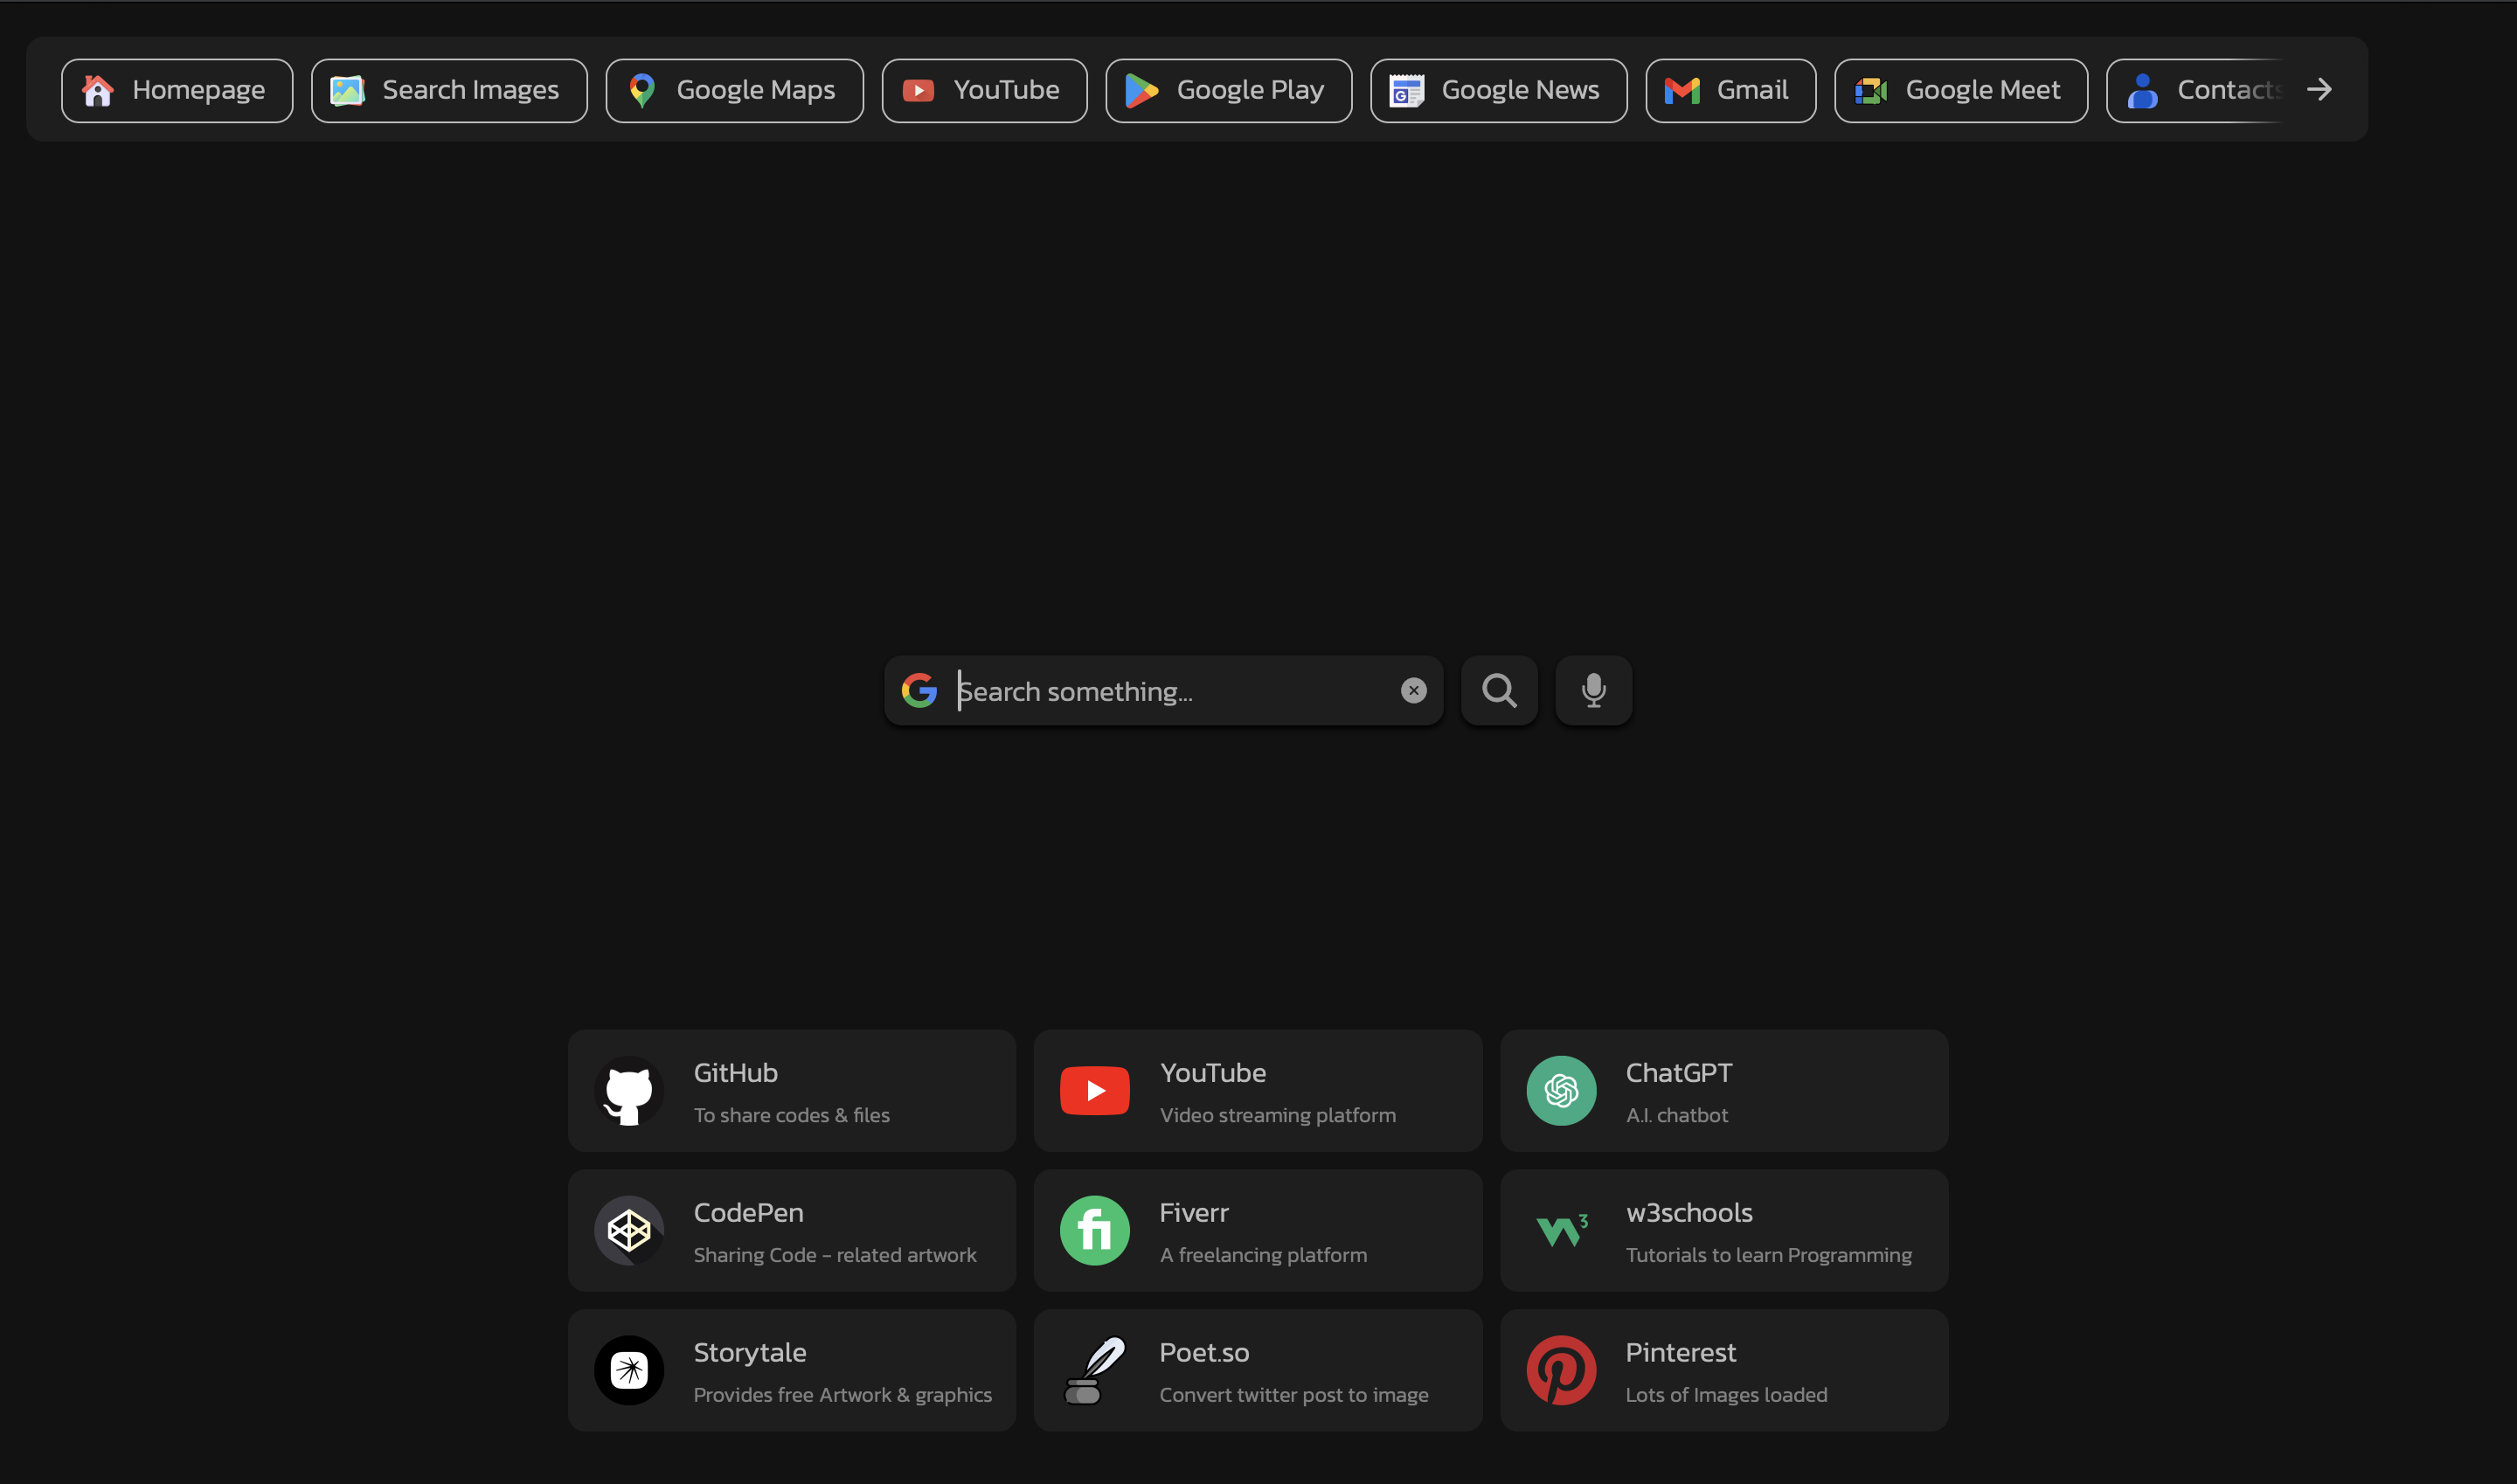 Homepage
Search Images
Google Maps
YouTube
Google Play
Google News
Gmail
Google Meet
Contacts
Search something...
GitHub
To share codes & files
YouTube
Video streaming platform
ChatGPT
A.I. chatbot
CodePen
Sharing Code - related artwork
Fiverr
A freelancing platform
w3schools
Tutorials to learn Programming
Storytale
Provides free Artwork & graphics
Poet.so
Convert twitter post to image
Pinterest
Lots of Images loaded